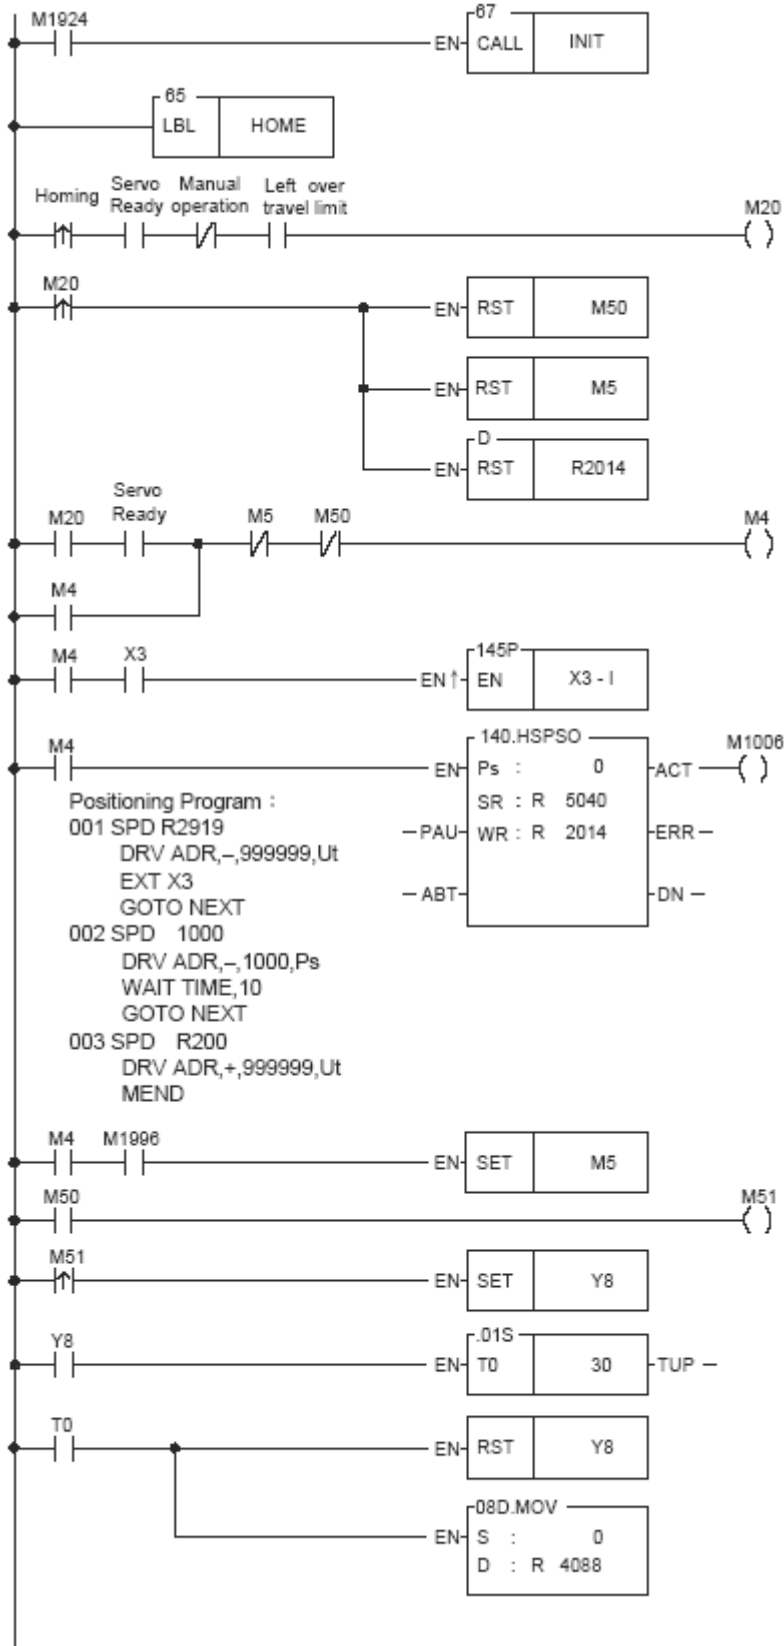 M1924
67
EN CALL INIT
65
LBL HOME
Homing Servo Ready Manual operation Left over travel limit
M20
M20
EN RST M50
EN RST M5
D
EN RST R2014
Servo
Ready
M20 M5 M50 M4
M4
M4 X3
145P
EN↑ EN X3 - I
M4
140.HSPSO
M1006
EN Ps : 0 ACT
SR : R 5040
PAU WR : R 2014 ERR
ABT DN
Positioning Program :
001 SPD R2919
DRV ADR,–,999999,Ut
EXT X3
GOTO NEXT
002 SPD 1000
DRV ADR,–,1000,Ps
WAIT TIME,10
GOTO NEXT
003 SPD R200
DRV ADR,+,999999,Ut
MEND
M4 M1996
EN SET M5
M50 M51
M51
EN SET Y8
Y8
.01S
EN T0 30 TUP
T0
EN RST Y8
08D.MOV
EN S : 0
D : R 4088